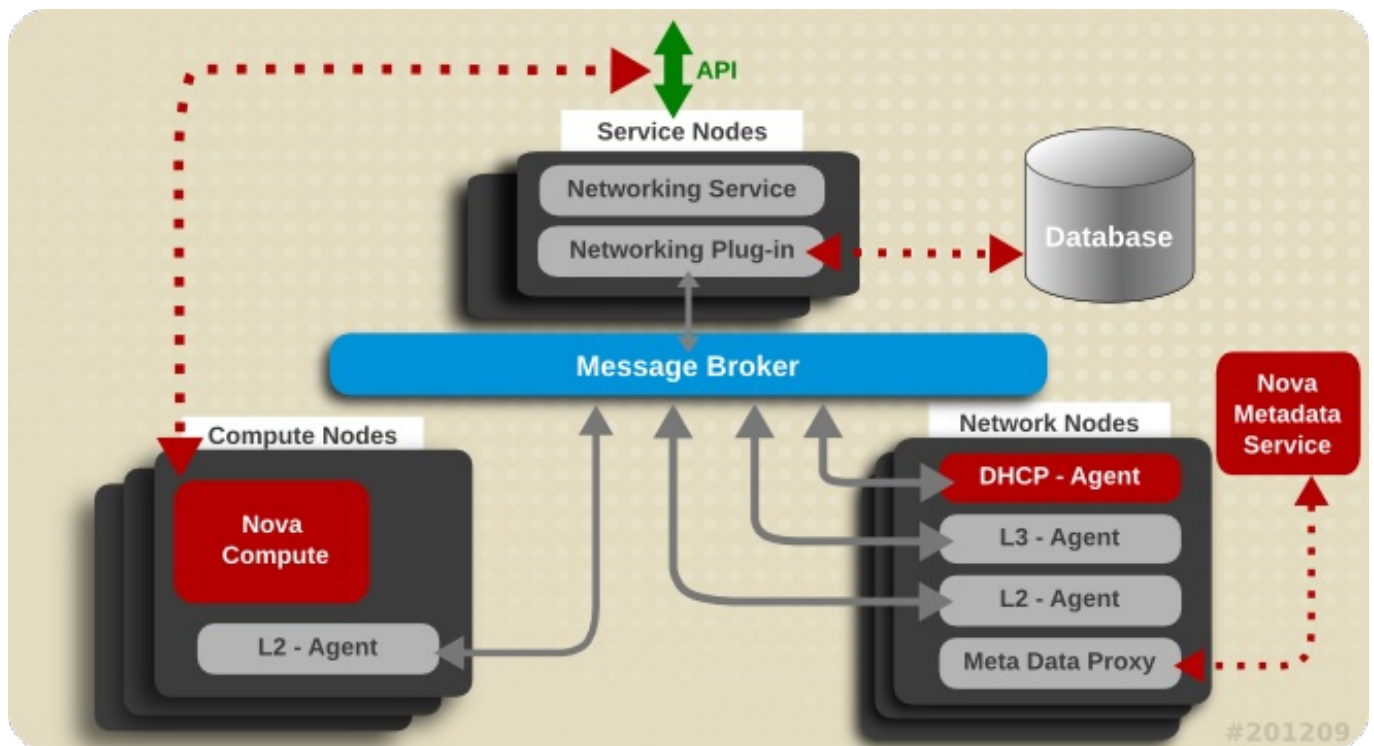 API
Service Nodes
Networking Service
Networking Plug-in
Database
Message Broker
Compute Nodes
Nova
Compute
L2 - Agent
Network Nodes
DHCP - Agent
L3 - Agent
L2 - Agent
Meta Data Proxy
Nova
Metadata
Service
#201209